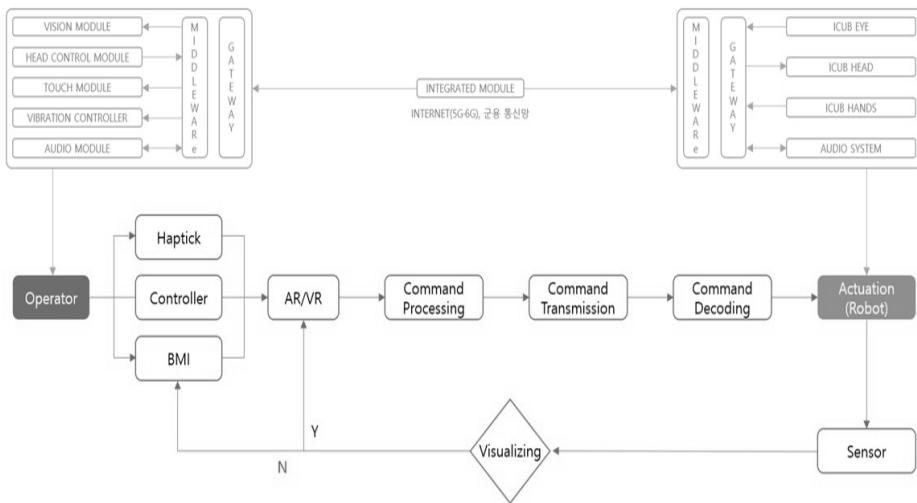 VISION MODULE
HEAD CONTROL MODULE
TOUCH MODULE
VIBRATION CONTROLLER
AUDIO MODULE
MIDDLEWARe
GATEWAY
INTEGRATED MODULE
INTERNET(5G-6G), 군용 통신망
MIDDLEWARe
GATEWAY
ICUB EYE
ICUB HEAD
ICUB HANDS
AUDIO SYSTEM
Operator
Haptick
Controller
BMI
AR/VR
Command
Processing
Command
Transmission
Command
Decoding
Actuation
(Robot)
Sensor
Visualizing
Y
N